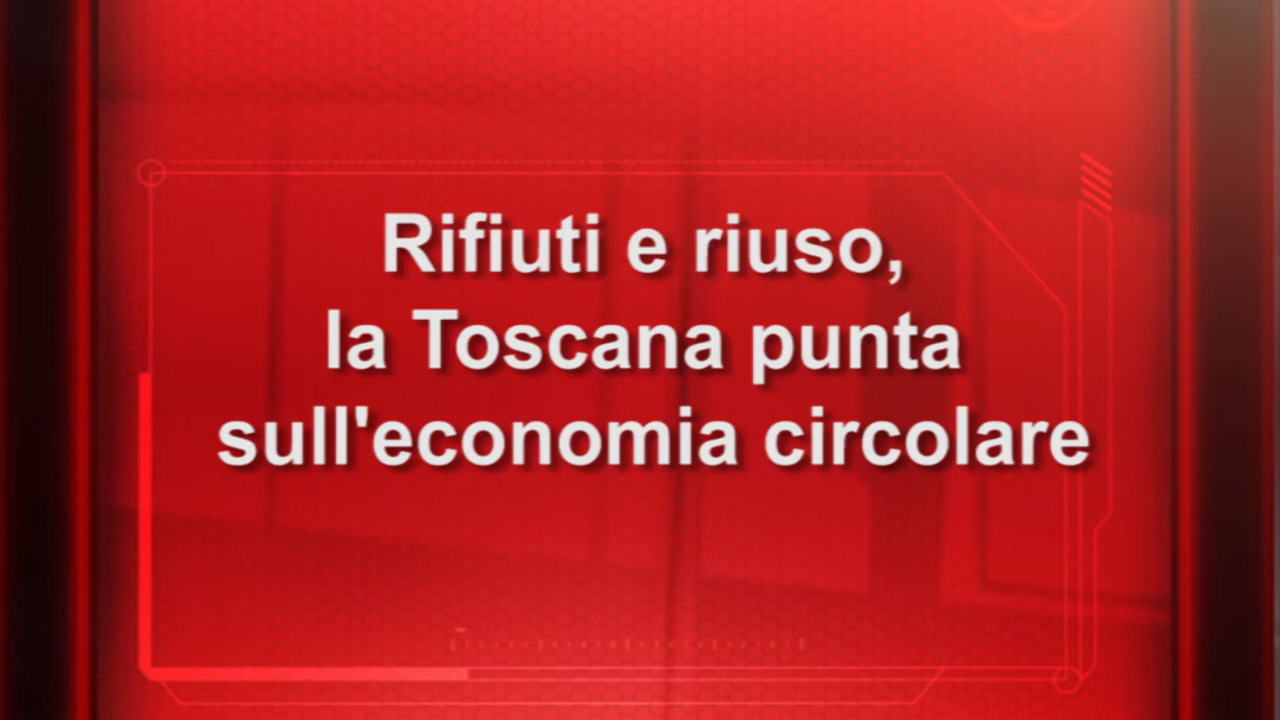 Rifiuti e riuso,
la Toscana punta
sull'economia circolare